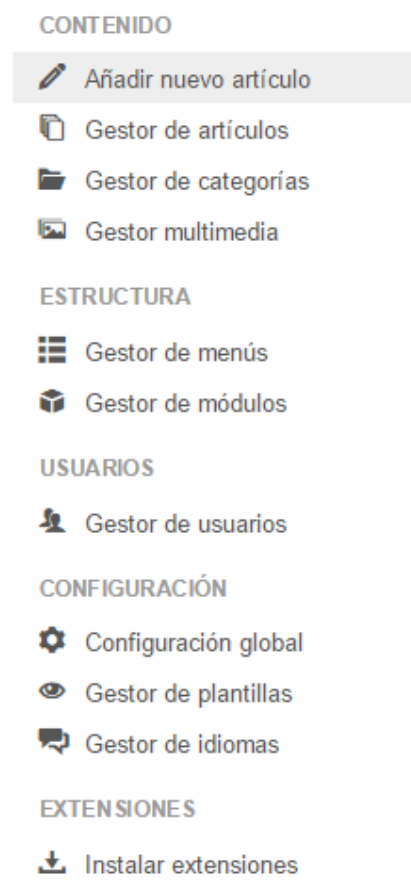 CONTENIDO
Añadir nuevo artículo
Gestor de artículos
Gestor de categorías
Gestor multimedia
ESTRUCTURA
Gestor de menús
Gestor de módulos
USUARIOS
Gestor de usuarios
CONFIGURACIÓN
Configuración global
Gestor de plantillas
Gestor de idiomas
EXTENSIONES
Instalar extensiones